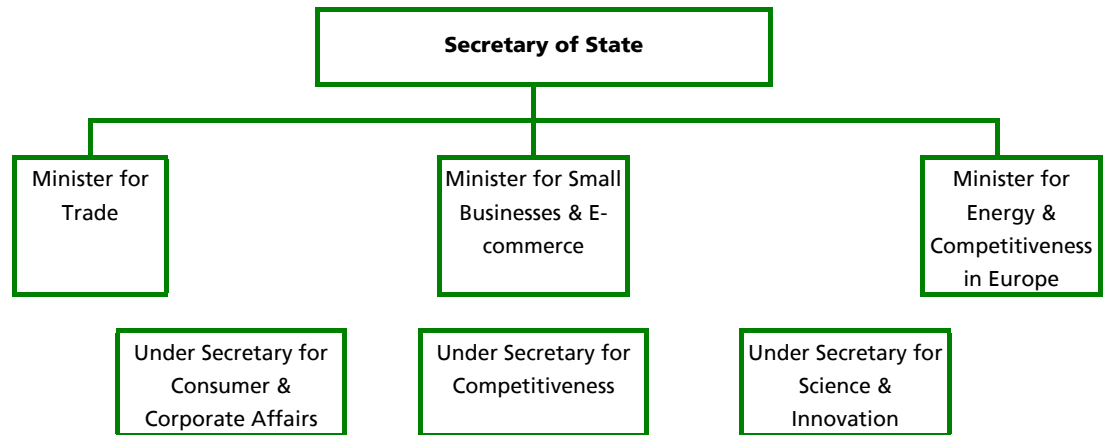 Secretary of State
Minister for
Trade
Minister for Small
Businesses & E-
commerce
Minister for
Energy &
Competitiveness
in Europe
Under Secretary for
Consumer &
Corporate Affairs
Under Secretary for
Competitiveness
Under Secretary for
Science &
Innovation